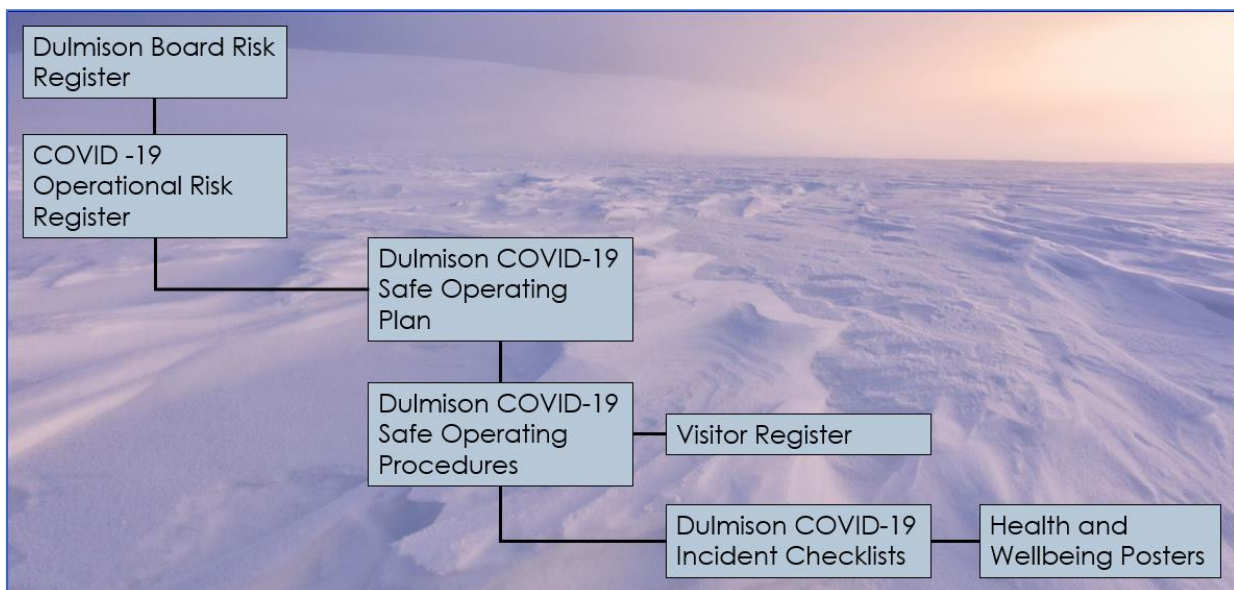 Dulmison Board Risk
Register
COVID -19
Operational Risk
Register
Dulmison COVID-19
Safe Operating
Plan
Dulmison COVID-19
Safe Operating
Procedures
Visitor Register
Dulmison COVID-19
Incident Checklists
Health and
Wellbeing Posters